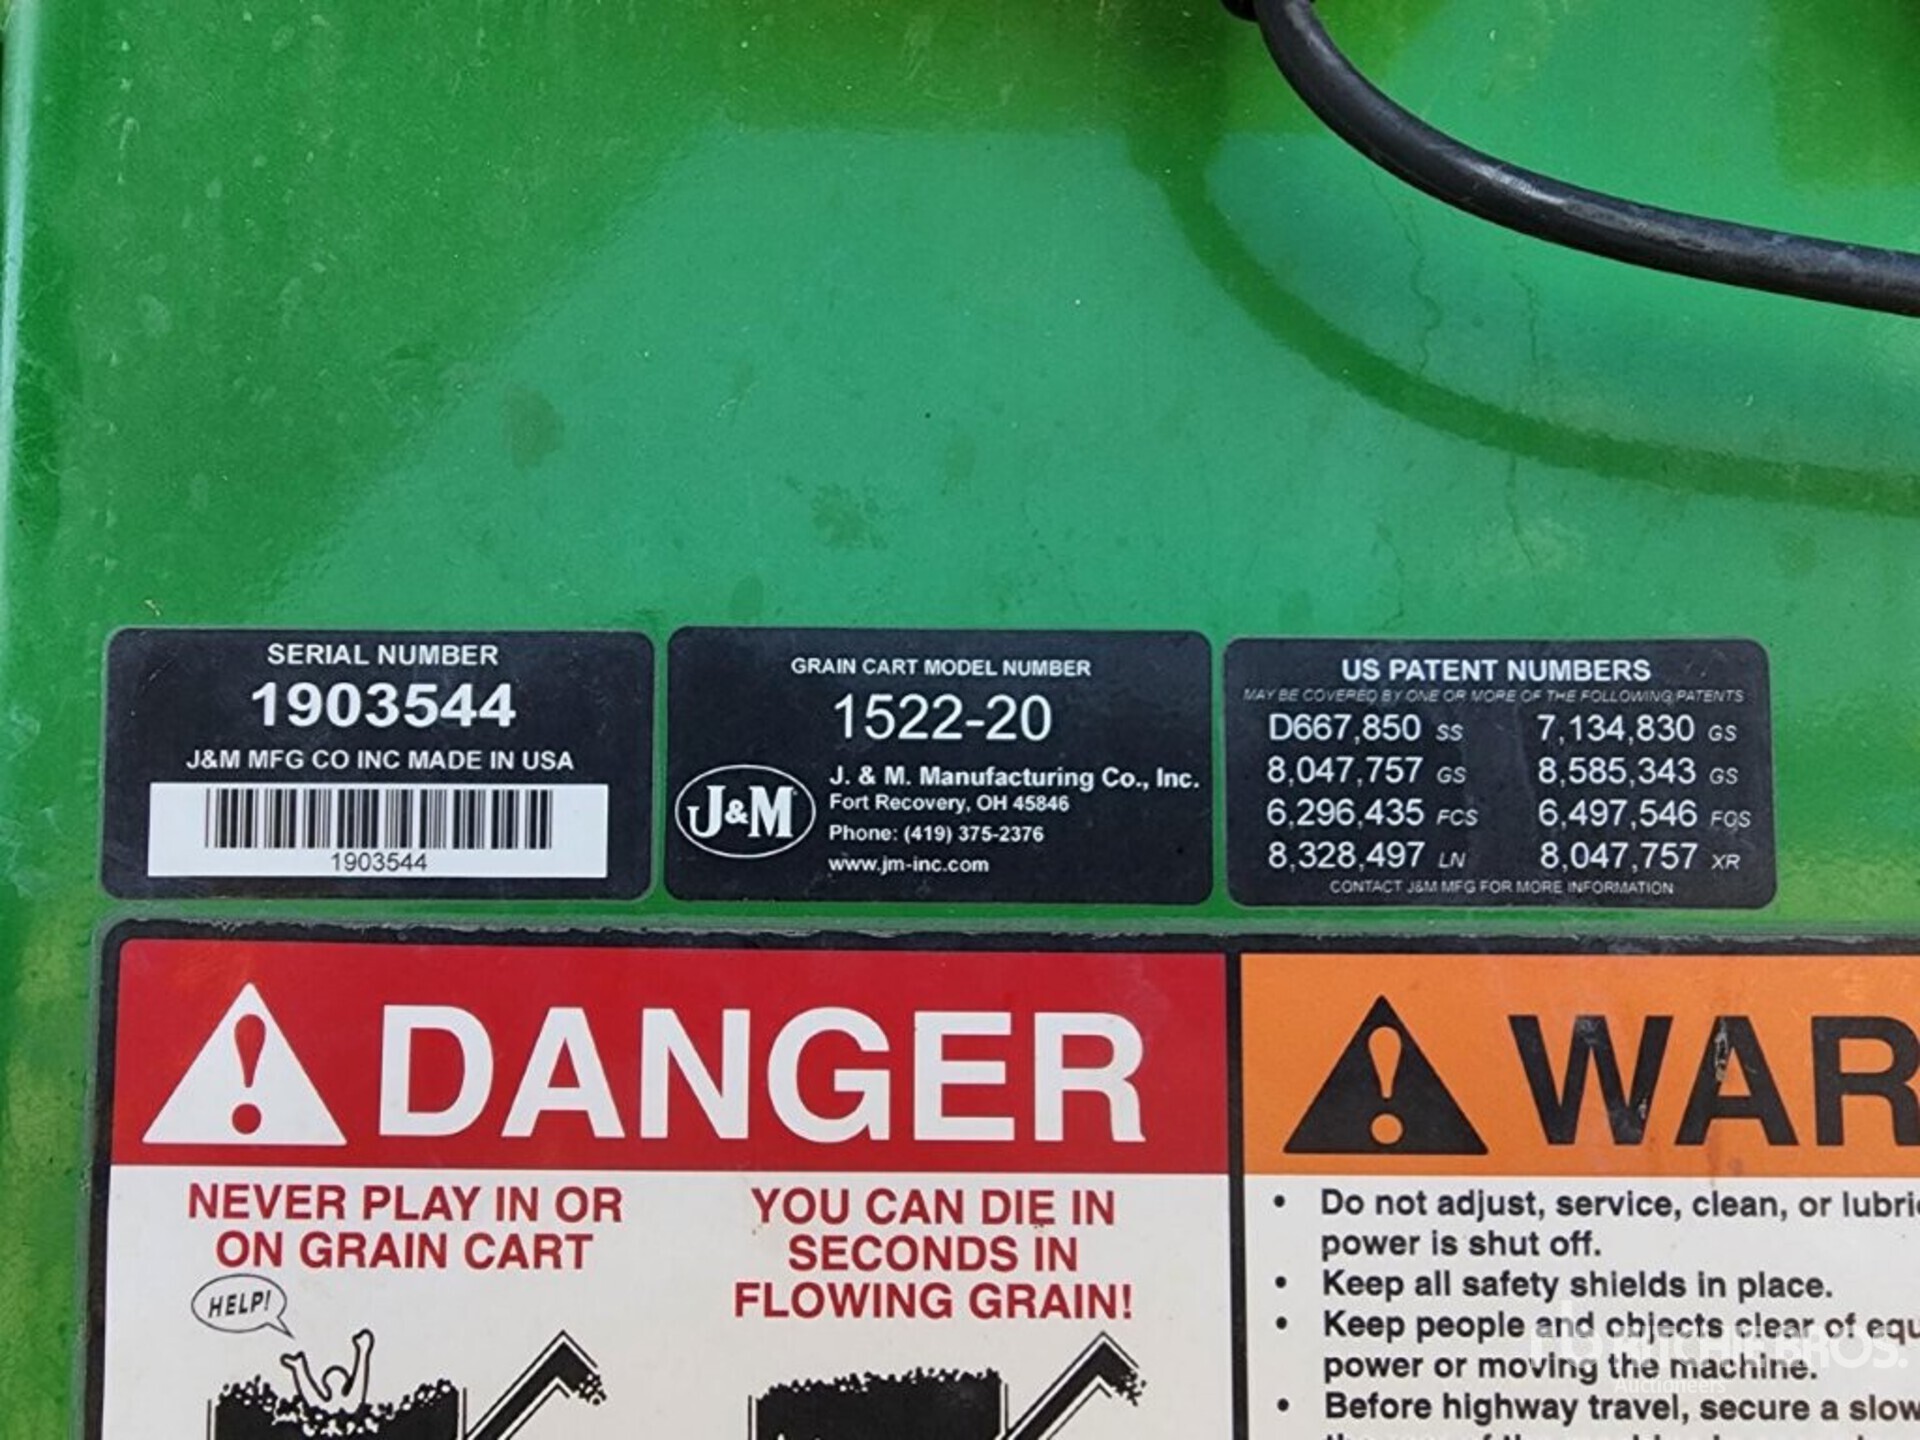 SERIAL NUMBER
1903544
J&M MFG CO INC MADE IN USA
1903544
GRAIN CART MODEL NUMBER
1522-20
J&M
J. & M. Manufacturing Co., Inc.
Fort Recovery, OH 45846
Phone: (419) 375-2376
www.jm-inc.com
US PATENT NUMBERS
MAY BE COVERED BY ONE OR MORE OF THE FOLLOWING PATENTS
D667,850 SS 7,134,830 GS
8,047,757 GS 8,585,343 GS
6,296,435 FCS 6,497,546 FCS
8,328,497 LN 8,047,757 XR
CONTACT J&M MFG FOR MORE INFORMATION
DANGER
NEVER PLAY IN OR
ON GRAIN CART
HELP!
YOU CAN DIE IN
SECONDS IN
FLOWING GRAIN!
WAR
• Do not adjust, service, clean, or lubri
power is shut off.
• Keep all safety shields in place.
• Keep people and objects clear of equ
power or moving the machine.
• Before highway travel, secure a slow
RITCHIE BROS.
Auctioneers